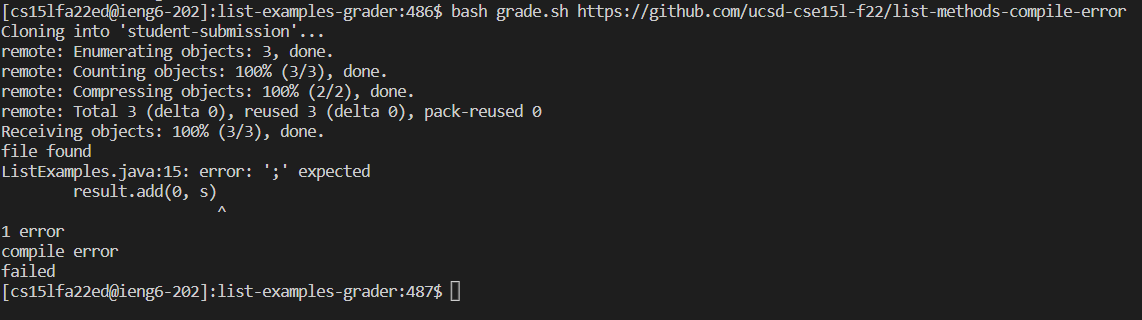 [cs15lfa22ed@ieng6-202]:list-examples-grader:486$ bash grade.sh https://github.com/ucsd-cse15l-f22/list-methods-compile-error
Cloning into 'student-submission'...
remote: Enumerating objects: 3, done.
remote: Counting objects: 100% (3/3), done.
remote: Compressing objects: 100% (2/2), done.
remote: Total 3 (delta 0), reused 3 (delta 0), pack-reused 0
Receiving objects: 100% (3/3), done.
file found
ListExamples.java:15: error: ';' expected
        result.add(0, s)
                        ^
1 error
compile error
failed
[cs15lfa22ed@ieng6-202]:list-examples-grader:487$